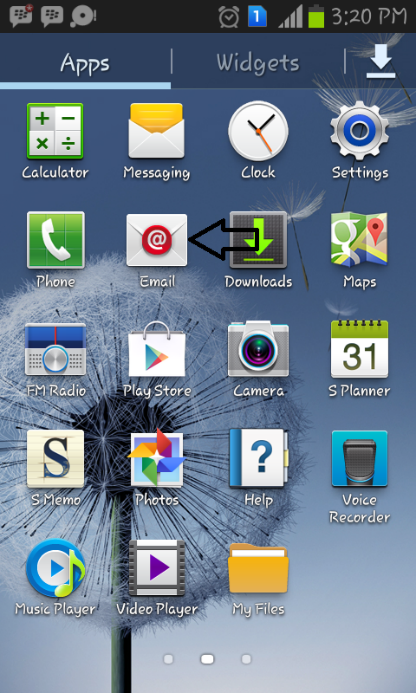 1 3:20 PM
Apps Widgets
Calculator Messaging Clock Settings
Phone Email Downloads Maps
31
FM Radio Play Store Camera S Planner
S
S Memo Photos Help Voice Recorder
Music Player Video Player My Files